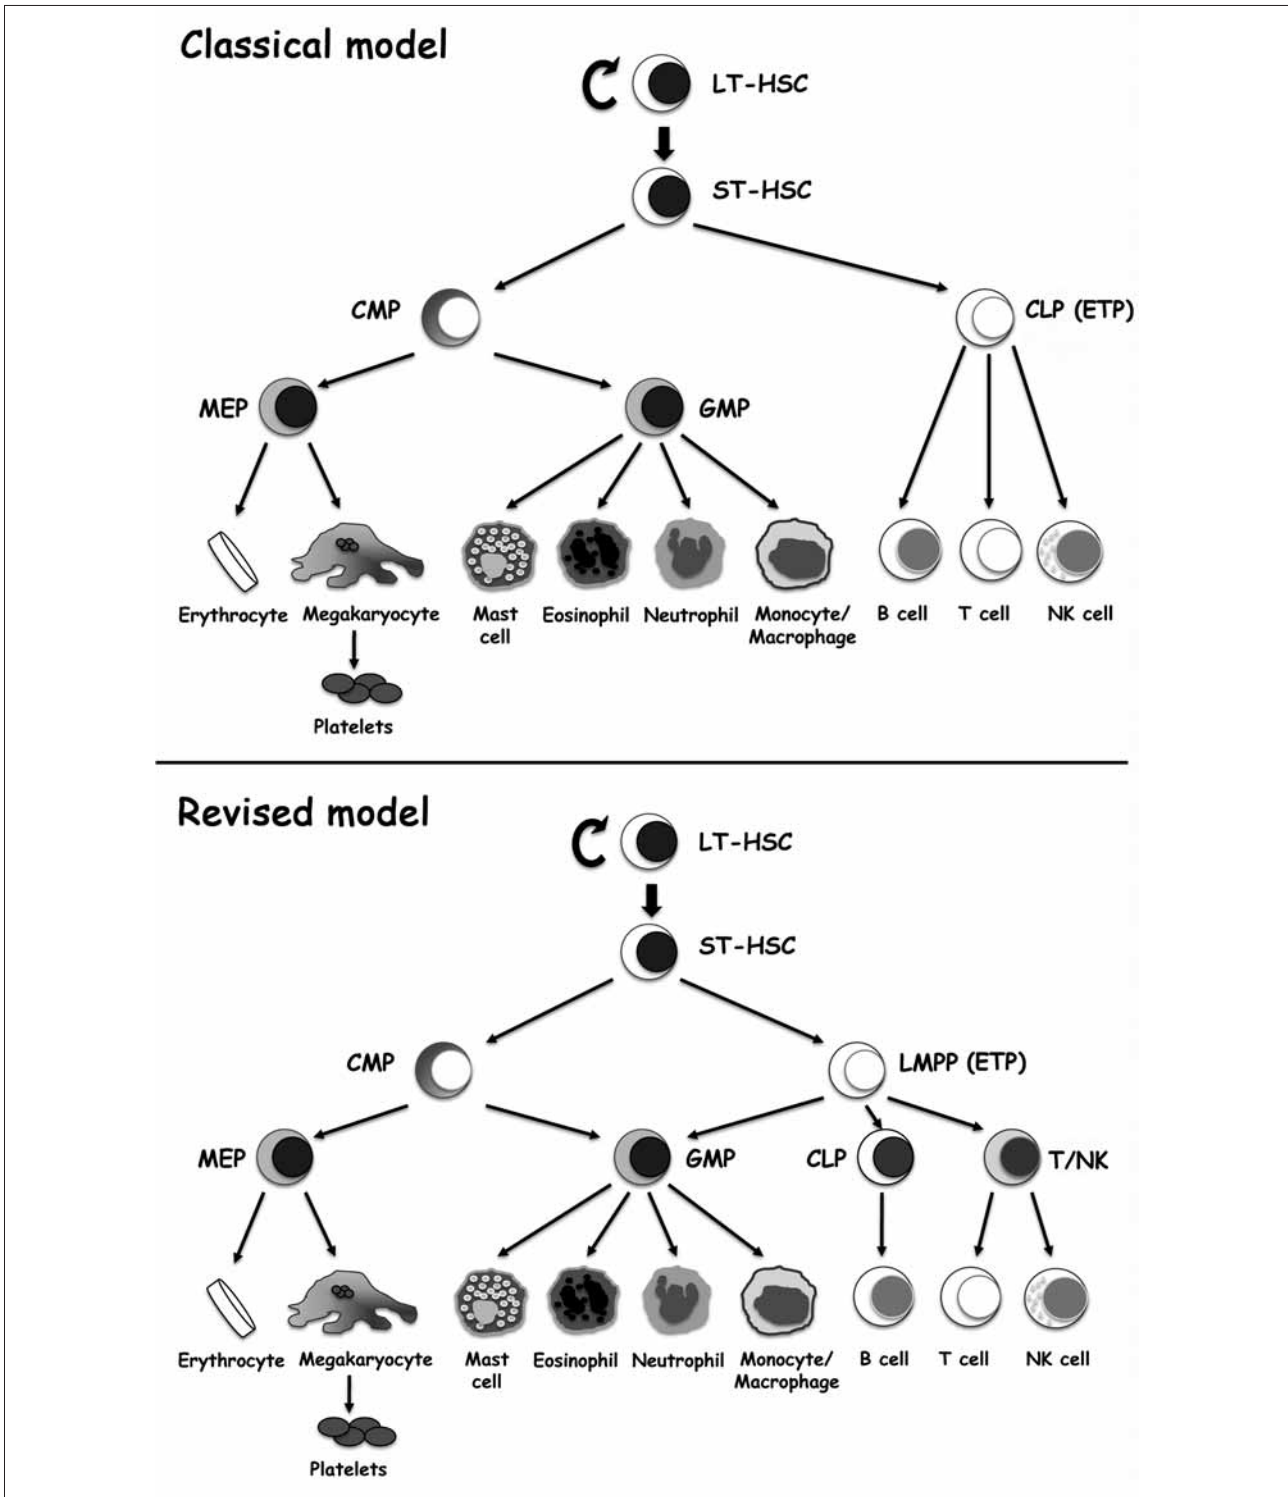 Classical model
LT-HSC
ST-HSC
CMP
CLP (ETP)
MEP
GMP
Erythrocyte
Megakaryocyte
Mast
cell
Eosinophil
Neutrophil
Monocyte/
Macrophage
B cell
T cell
NK cell
Platelets
Revised model
LT-HSC
ST-HSC
CMP
LMPP (ETP)
MEP
GMP
CLP
T/NK
Erythrocyte
Megakaryocyte
Mast
cell
Eosinophil
Neutrophil
Monocyte/
Macrophage
B cell
T cell
NK cell
Platelets